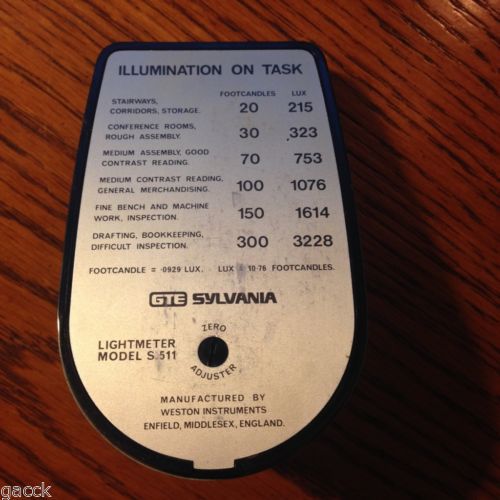 ILLUMINATION ON TASK
FOOTCANDLES LUX
STAIRWAYS,
CORRIDORS, STORAGE. 20 215
CONFERENCE ROOMS,
ROUGH ASSEMBLY. 30 323
MEDIUM ASSEMBLY, GOOD
CONTRAST READING. 70 753
MEDIUM CONTRAST READING,
GENERAL MERCHANDISING. 100 1076
FINE BENCH AND MACHINE
WORK, INSPECTION. 150 1614
DRAFTING, BOOKKEEPING,
DIFFICULT INSPECTION. 300 3228
FOOTCANDLE = ·0929 LUX. LUX = 10·76 FOOTCANDLES.
GTE SYLVANIA
ZERO
ADJUSTER
LIGHTMETER
MODEL S.511
MANUFACTURED BY
WESTON INSTRUMENTS
ENFIELD, MIDDLESEX, ENGLAND.
gacck